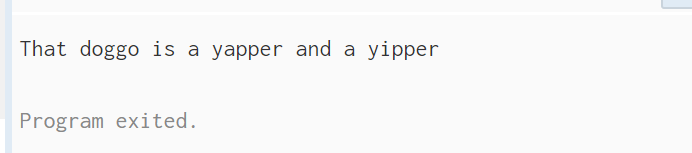 That doggo is a yapper and a yipper
Program exited.